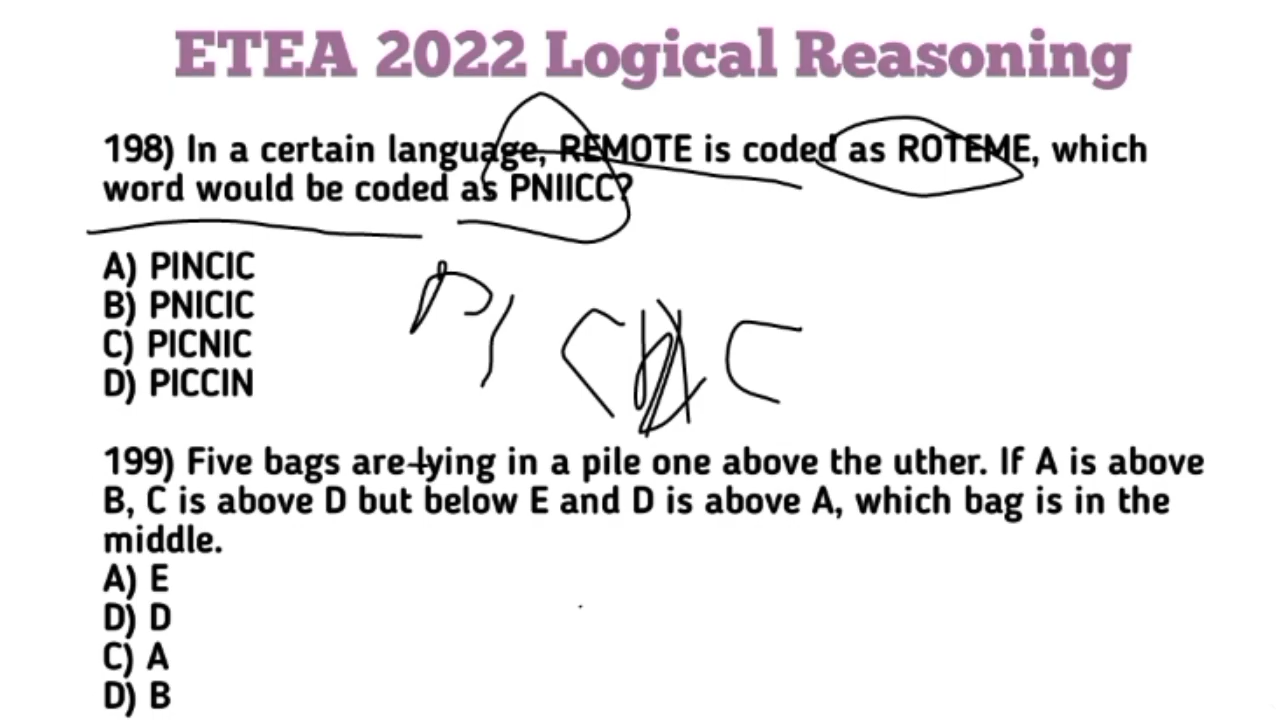 ETEA 2022 Logical Reasoning
198) In a certain language, REMOTE is coded as ROTEME, which
word would be coded as PNIICC?
A) PINCIC
B) PNICIC
C) PICNIC
D) PICCIN
199) Five bags are lying in a pile one above the uther. If A is above
B, C is above D but below E and D is above A, which bag is in the
middle.
A) E
D) D
C) A
D) B